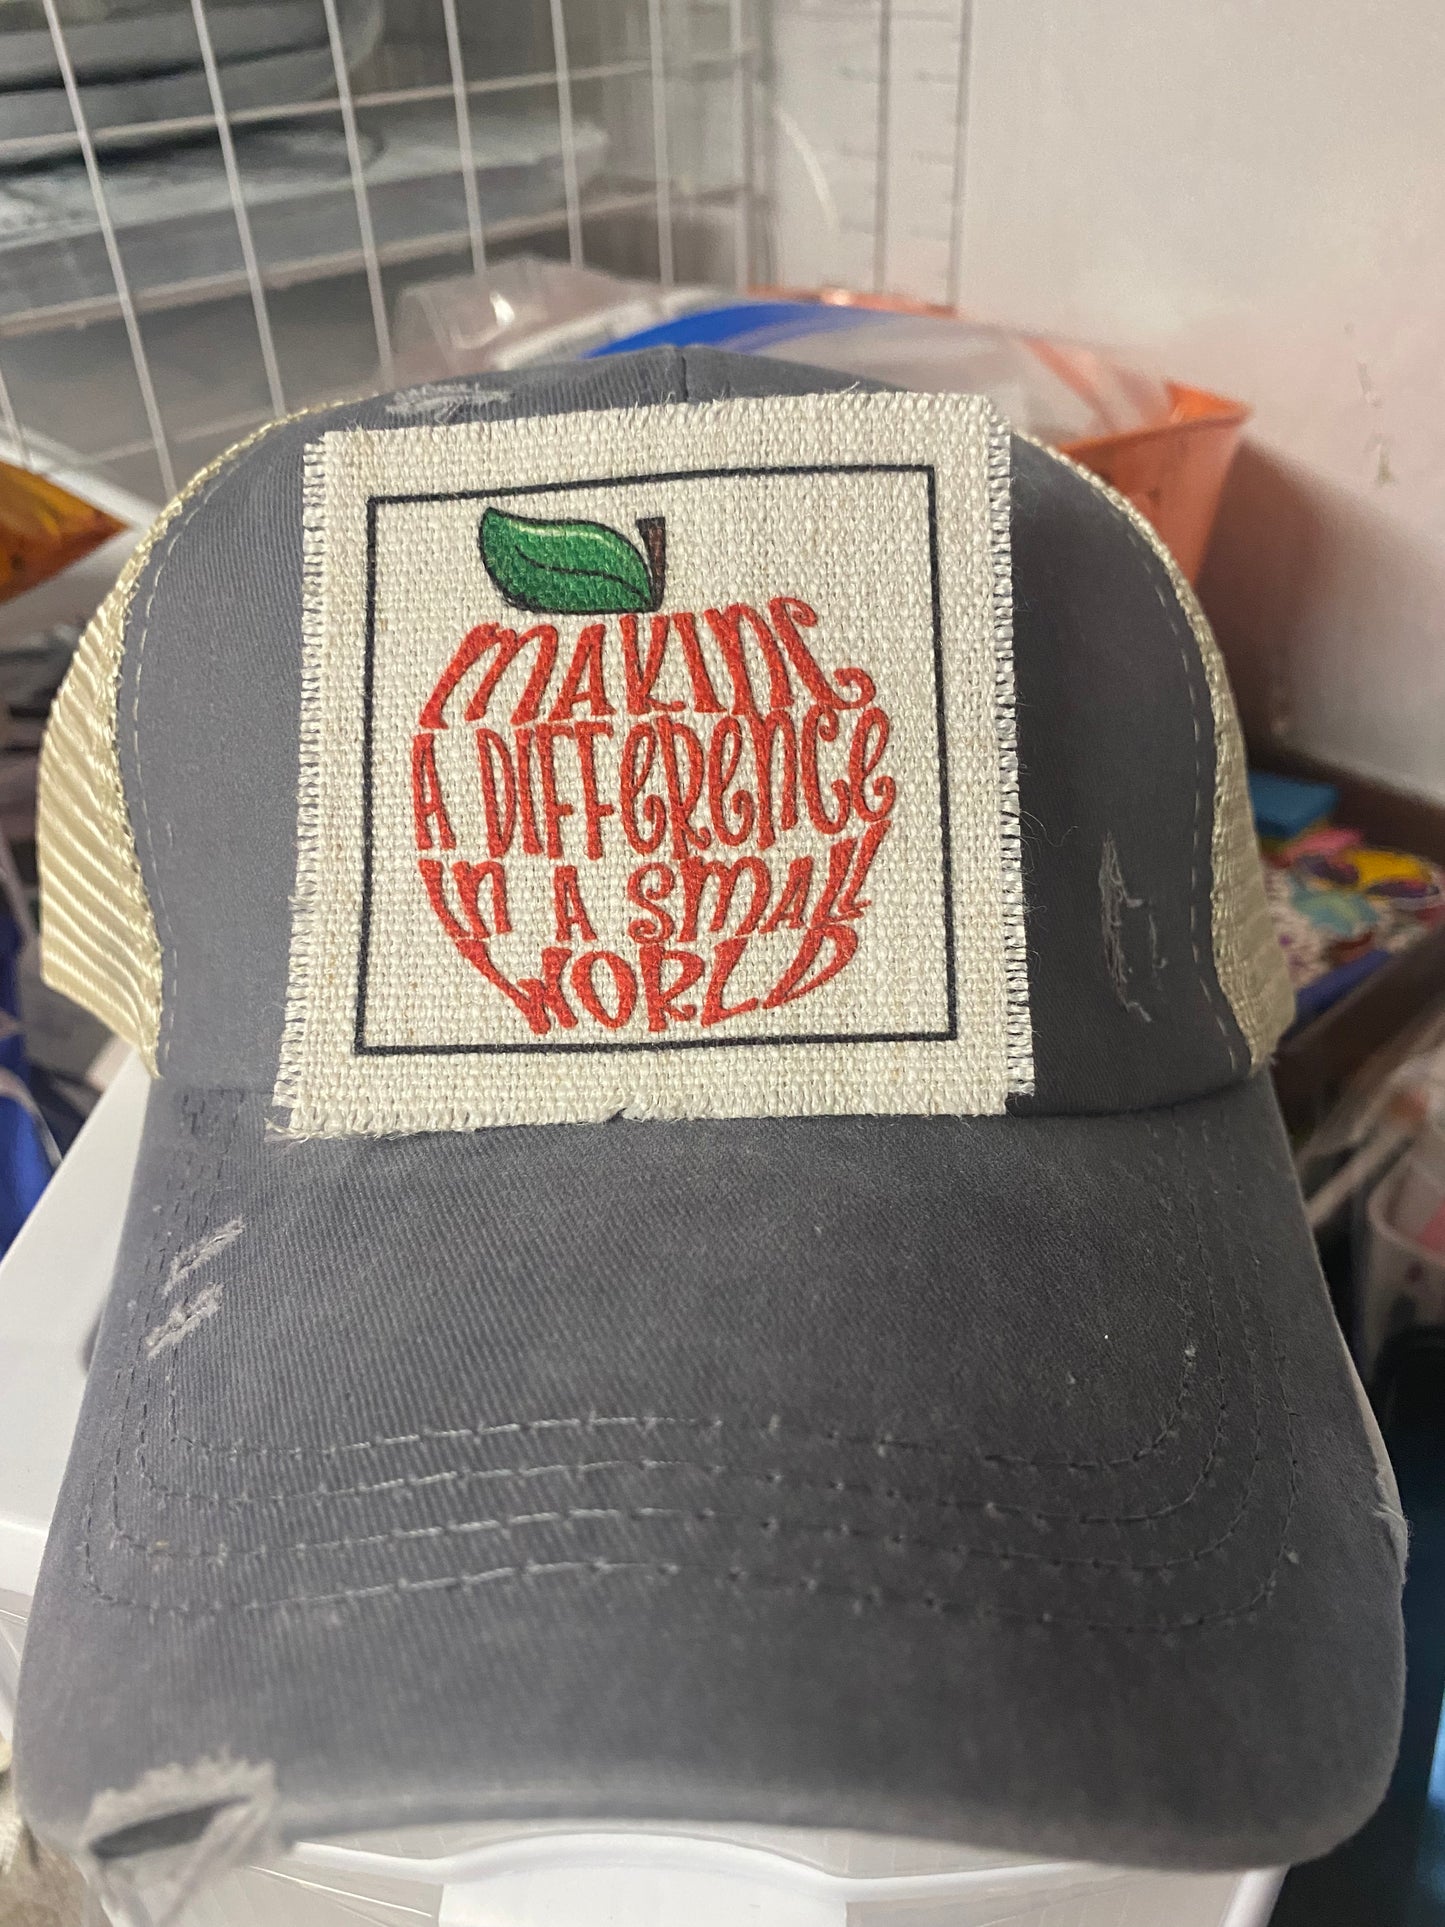 MAKING
A DIFFERENCE
IN A SMALL
WORLD